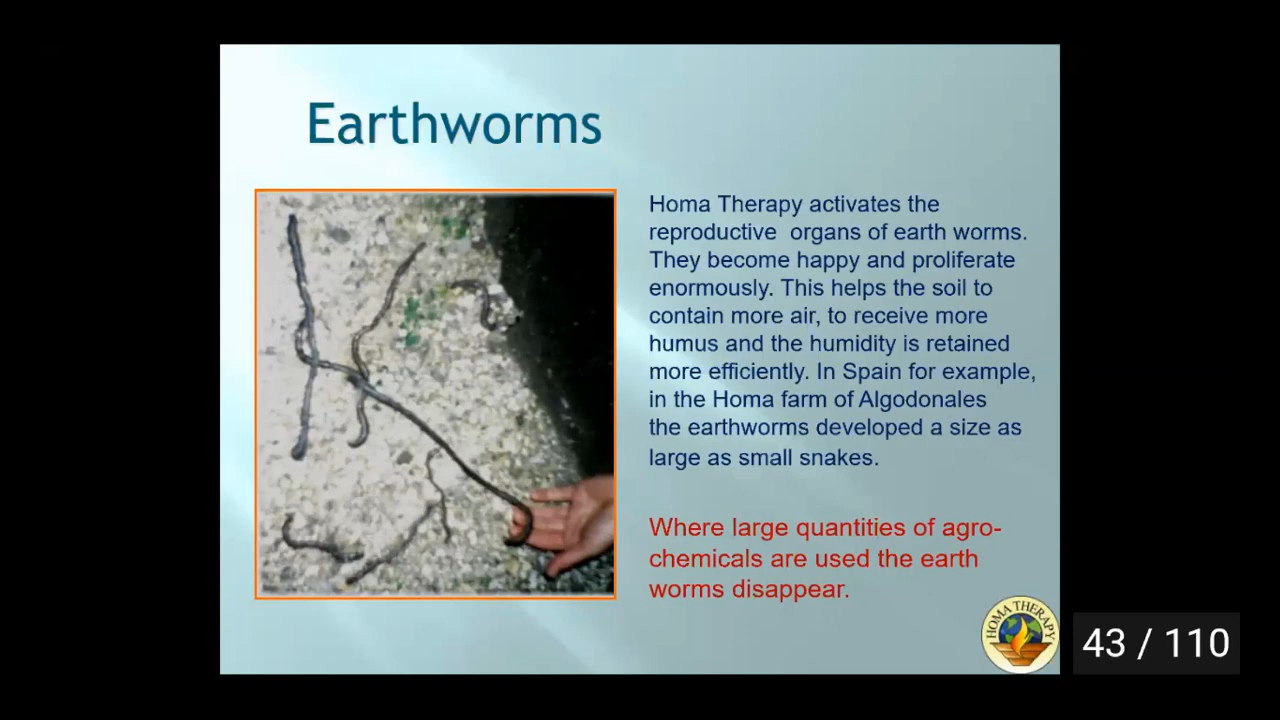 Earthworms
Homa Therapy activates the
reproductive  organs of earth worms.
They become happy and proliferate
enormously. This helps the soil to
contain more air, to receive more
humus and the humidity is retained
more efficiently. In Spain for example,
in the Homa farm of Algodonales
the earthworms developed a size as
large as small snakes.
Where large quantities of agro-
chemicals are used the earth
worms disappear.
HOMA THERAPY
43 / 110